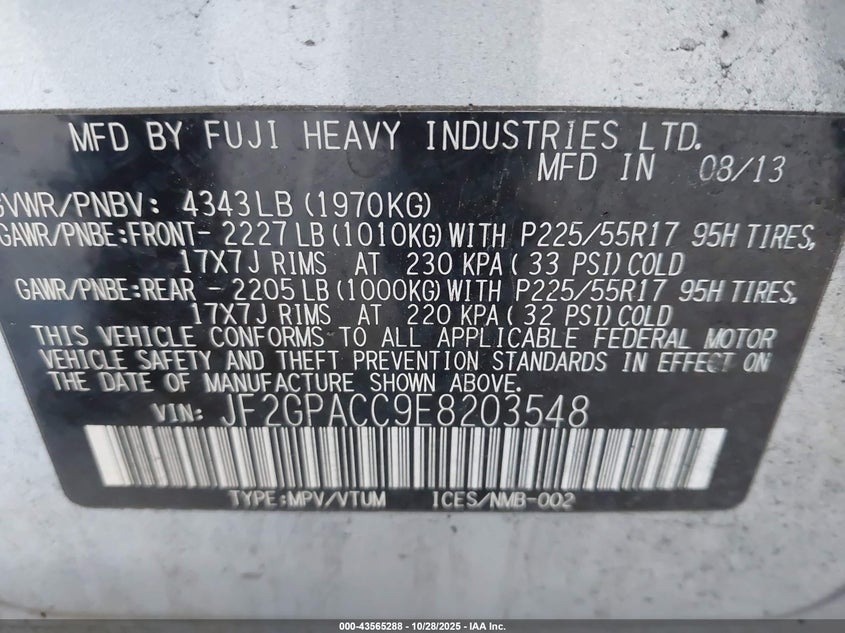 MFD BY FUJI HEAVY INDUSTRIES LTD.
MFD IN 08/13
GVWR/PNBV: 4343LB (1970KG)
GAWR/PNBE:FRONT- 2227LB (1010KG)WITH P225/55R17 95H TIRES,
17X7J RIMS AT 230 KPA( 33 PSI)COLD
GAWR/PNBE:REAR - 2205LB (1000KG)WITH P225/55R17 95H TIRES,
17X7J RIMS AT 220 KPA( 32 PSI)COLD
THIS VEHICLE CONFORMS TO ALL APPLICABLE FEDERAL MOTOR
VEHICLE SAFETY AND THEFT PREVENTION STANDARDS IN EFFECT ON
THE DATE OF MANUFACTURE SHOWN ABOVE.
VIN: JF2GPACC9E8203548
TYPE:MPV/VTUM ICES/NMB-002
000-43565288 | 10/28/2025 | IAA Inc.